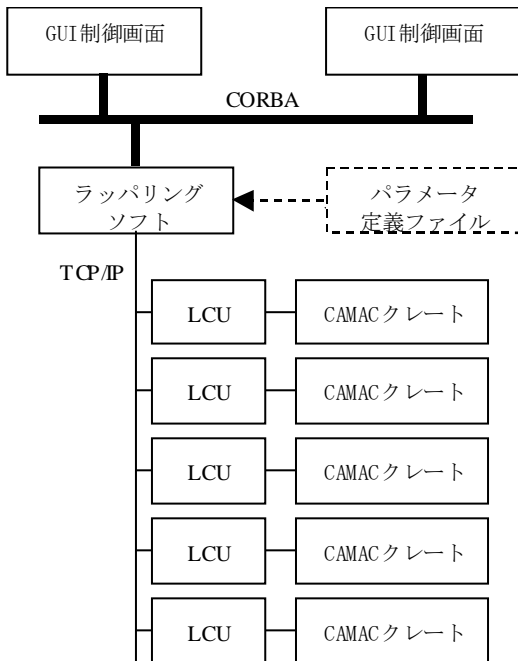 GUI制御画面
GUI制御画面
CORBA
ラッパリング
ソフト
パラメータ
定義ファイル
TCP/IP
LCU
CAMACクレート
LCU
CAMACクレート
LCU
CAMACクレート
LCU
CAMACクレート
LCU
CAMACクレート